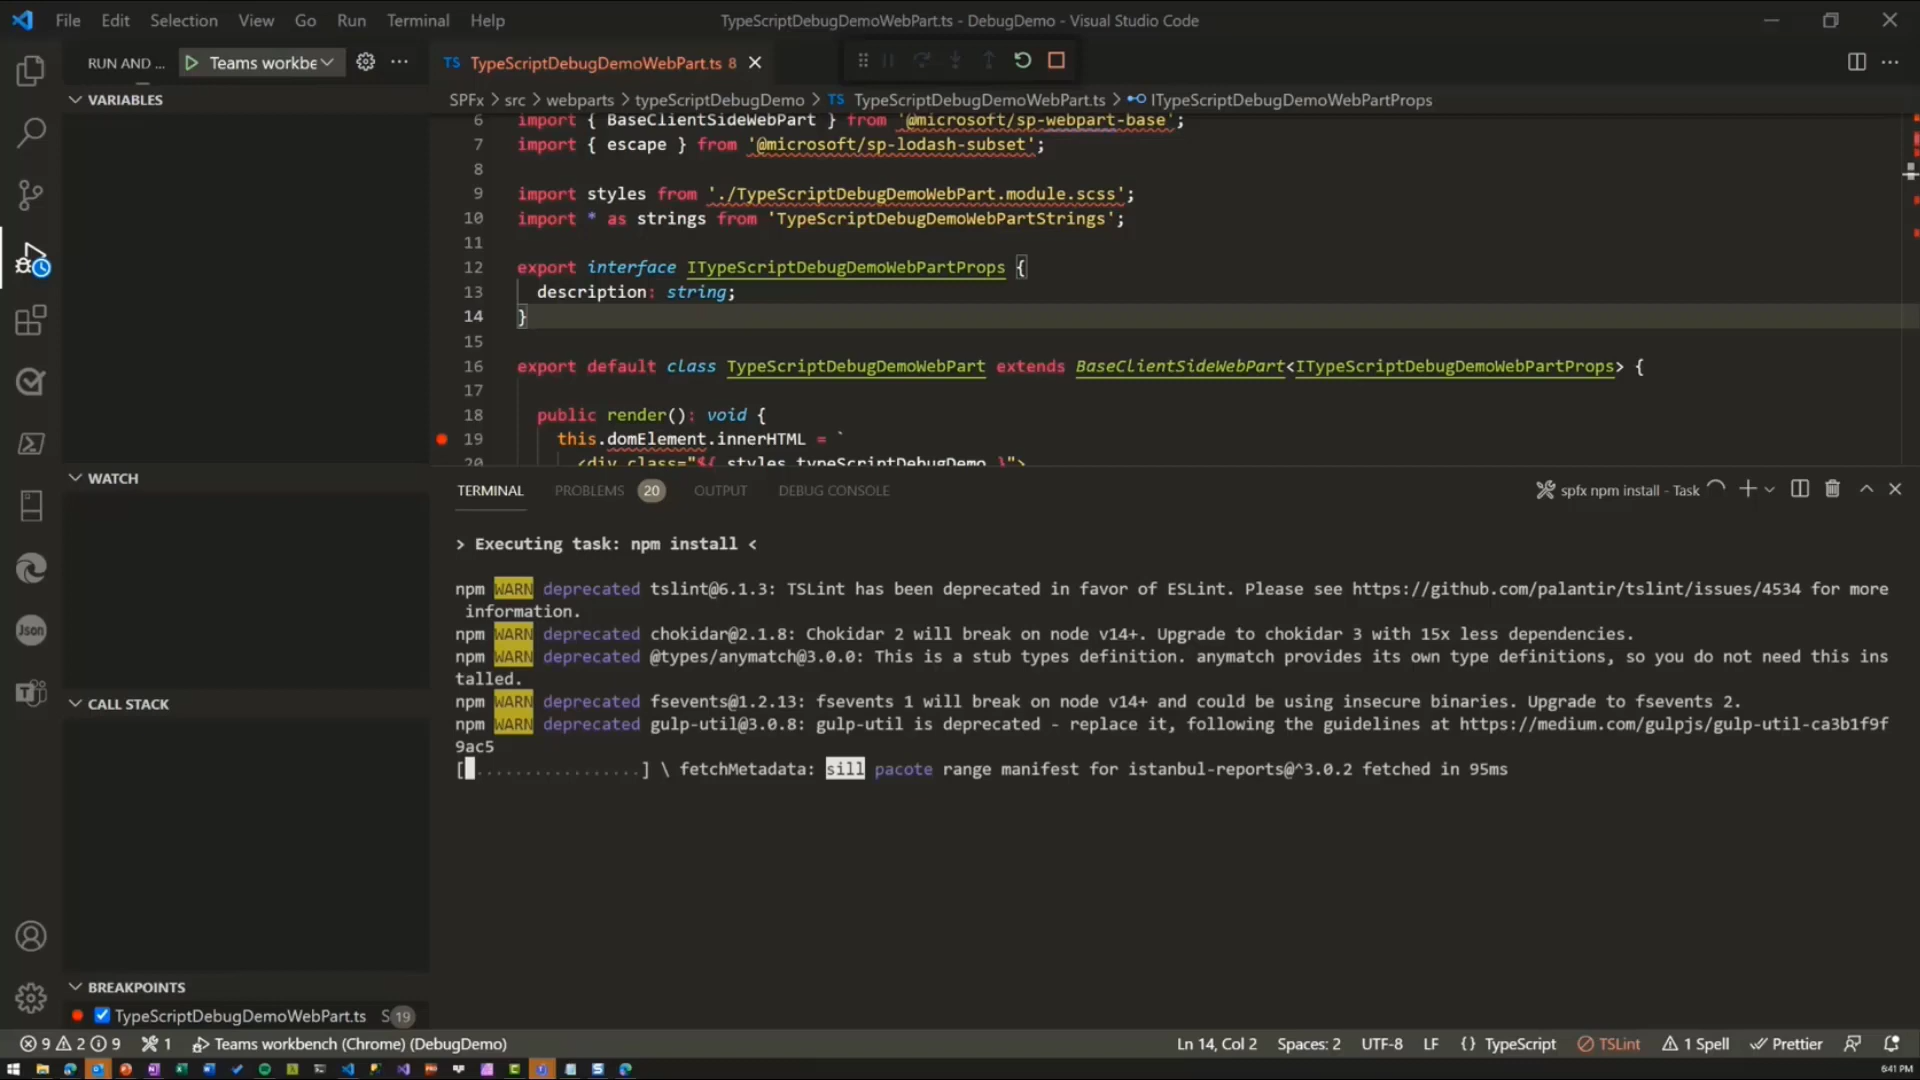 File Edit Selection View Go Run Terminal Help
TypeScriptDebugDemoWebPart.ts - DebugDemo - Visual Studio Code
RUN AND ... Teams workbe
TS TypeScriptDebugDemoWebPart.ts 8
VARIABLES
SPFx > src > webparts > typeScriptDebugDemo > TS TypeScriptDebugDemoWebPart.ts > ITypeScriptDebugDemoWebPartProps
6 import { BaseClientSideWebPart } from '@microsoft/sp-webpart-base';
7 import { escape } from '@microsoft/sp-lodash-subset';
8
9 import styles from './TypeScriptDebugDemoWebPart.module.scss';
10 import * as strings from 'TypeScriptDebugDemoWebPartStrings';
11
12 export interface ITypeScriptDebugDemoWebPartProps {
13 description: string;
14 }
15
16 export default class TypeScriptDebugDemoWebPart extends BaseClientSideWebPart<ITypeScriptDebugDemoWebPartProps> {
17
18 public render(): void {
19 this.domElement.innerHTML = `
20 <div class="${ styles.typeScriptDebugDemo }">
WATCH
CALL STACK
BREAKPOINTS
TypeScriptDebugDemoWebPart.ts S 19
TERMINAL PROBLEMS 20 OUTPUT DEBUG CONSOLE
spfx npm install - Task
> Executing task: npm install <
npm WARN deprecated tslint@6.1.3: TSLint has been deprecated in favor of ESLint. Please see https://github.com/palantir/tslint/issues/4534 for more
information.
npm WARN deprecated chokidar@2.1.8: Chokidar 2 will break on node v14+. Upgrade to chokidar 3 with 15x less dependencies.
npm WARN deprecated @types/anymatch@3.0.0: This is a stub types definition. anymatch provides its own type definitions, so you do not need this ins
talled.
npm WARN deprecated fsevents@1.2.13: fsevents 1 will break on node v14+ and could be using insecure binaries. Upgrade to fsevents 2.
npm WARN deprecated gulp-util@3.0.8: gulp-util is deprecated - replace it, following the guidelines at https://medium.com/gulpjs/gulp-util-ca3b1f9f
9ac5
[ .................] \ fetchMetadata: sill pacote range manifest for istanbul-reports@^3.0.2 fetched in 95ms
Json
9 2 9 1 Teams workbench (Chrome) (DebugDemo)
Ln 14, Col 2 Spaces: 2 UTF-8 LF {} TypeScript TSLint 1 Spell Prettier
6:41 PM